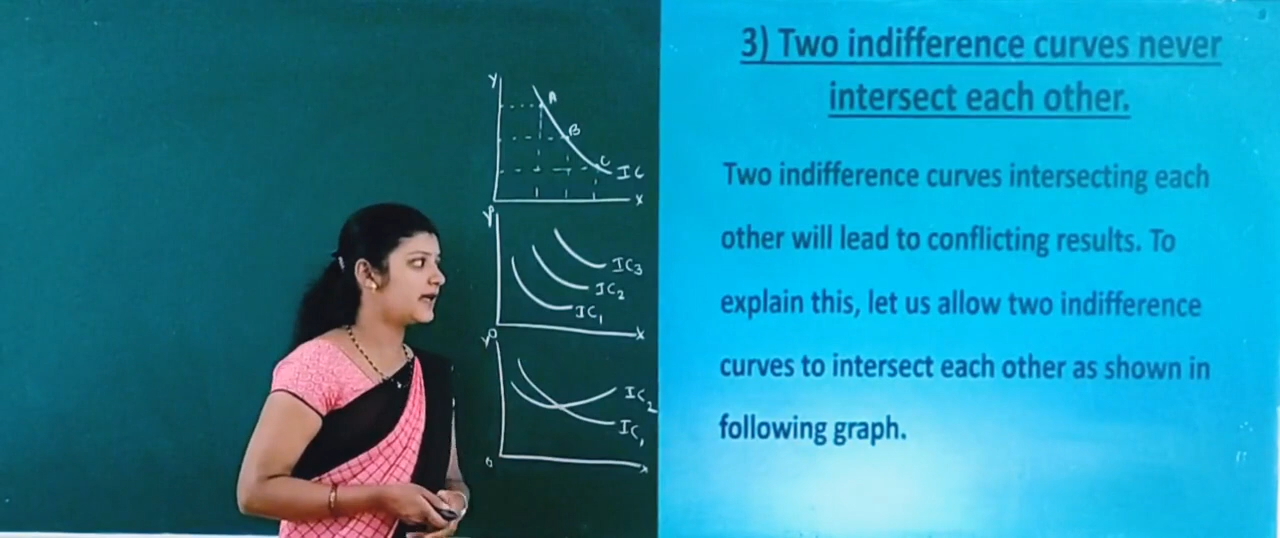 Y
A
B
C
IC
X
Y
IC3
IC2
IC1
X
O
Y
IC2
IC1
O
X
3) Two indifference curves never
intersect each other.
Two indifference curves intersecting each
other will lead to conflicting results. To
explain this, let us allow two indifference
curves to intersect each other as shown in
following graph.